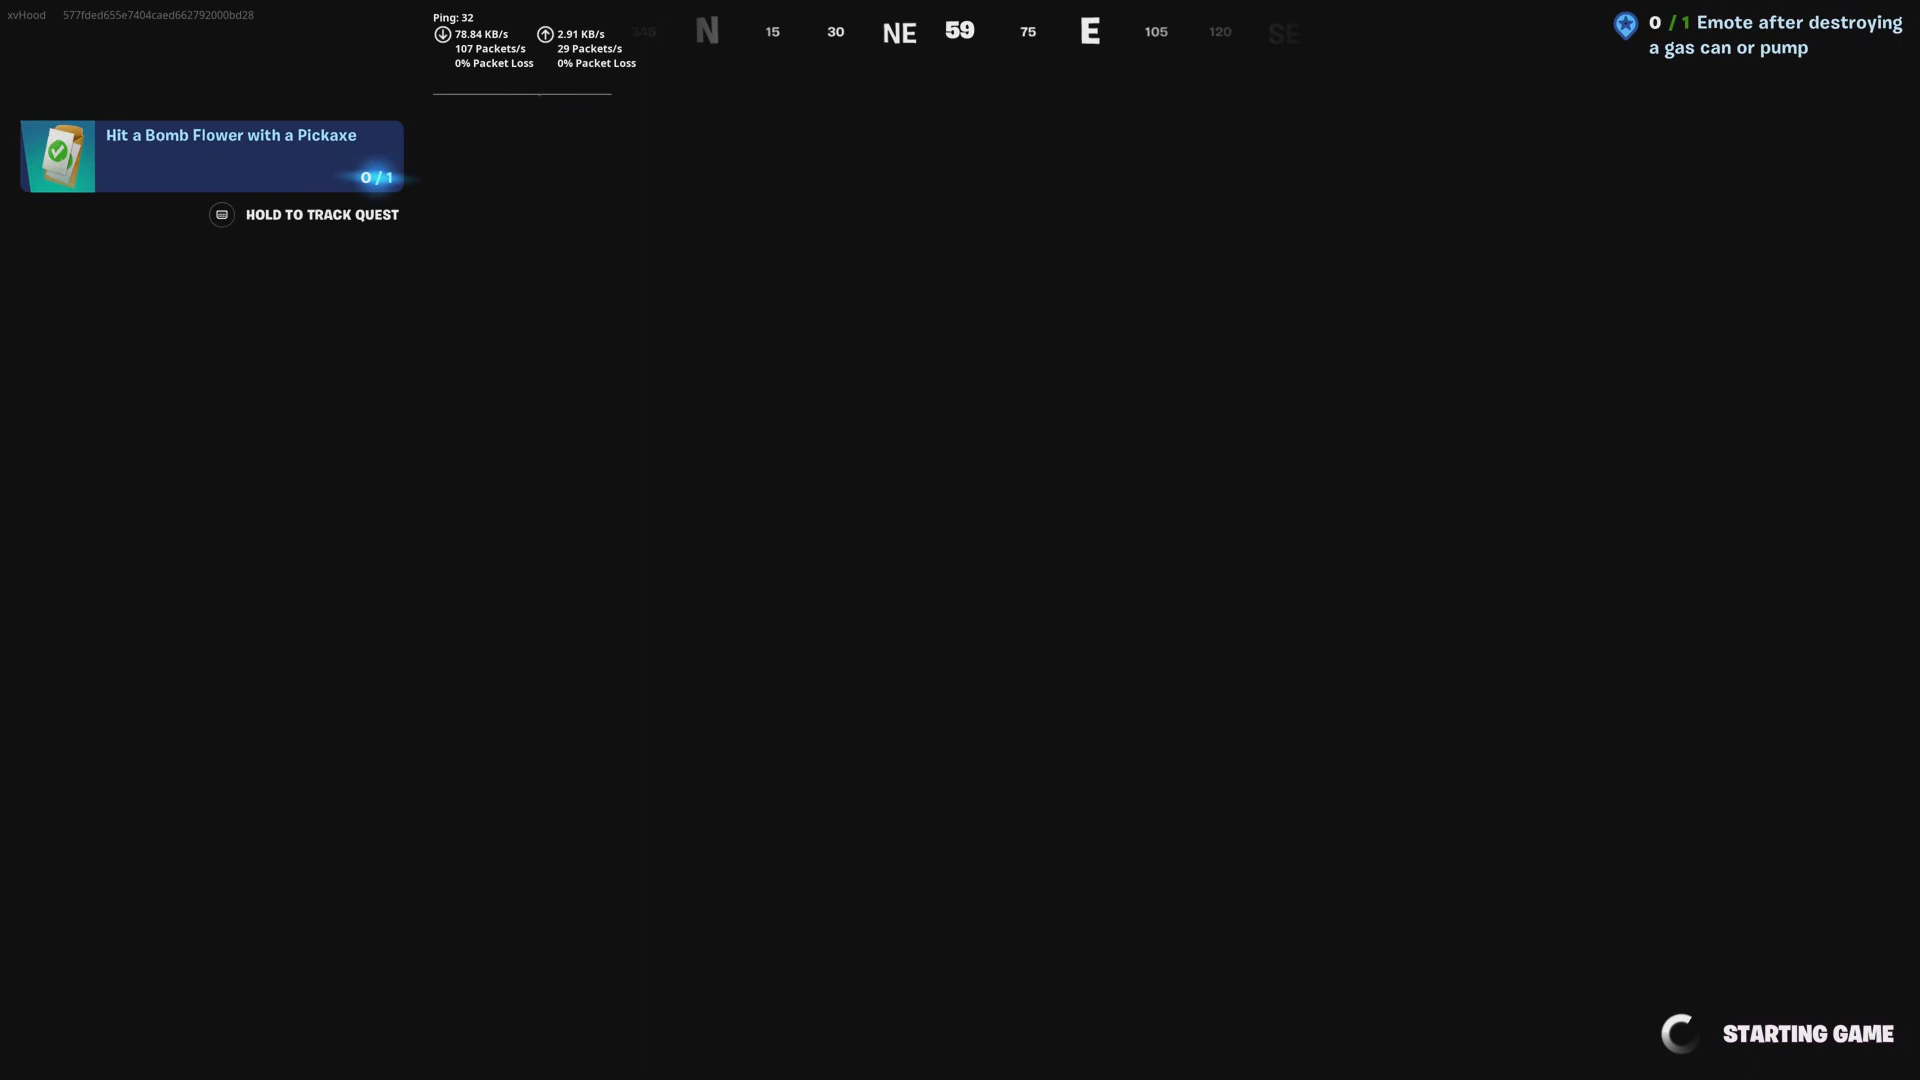 xvHood 577fded655e7404caed662792000bd28
Ping: 32
78.84 KB/s 2.91 KB/s
107 Packets/s 29 Packets/s
0% Packet Loss 0% Packet Loss
345 N 15 30 NE 59 75 E 105 120 SE
0 / 1 Emote after destroying
a gas can or pump
Hit a Bomb Flower with a Pickaxe
0 / 1
HOLD TO TRACK QUEST
STARTING GAME